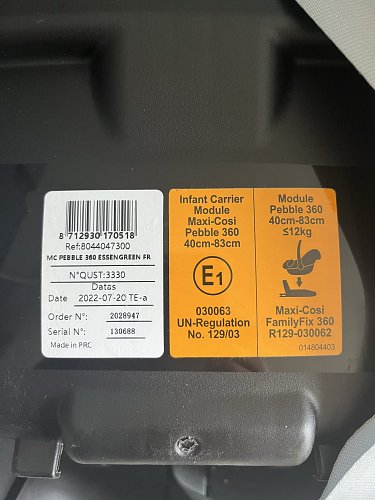 8 712930 170518
Ref:8044047300
MC PEBBLE 360 ESSENGREEN FR
N°QUST:3330
Datas
Date 2022-07-20 TE-a
Order N°: 2028947
Serial N°: 130688
Made in PRC
Infant Carrier
Module
Maxi-Cosi
Pebble 360
40cm-83cm
E1
030063
UN-Regulation
No. 129/03
Module
Pebble 360
40cm-83cm
≤12kg
Maxi-Cosi
FamilyFix 360
R129-030062
014804403